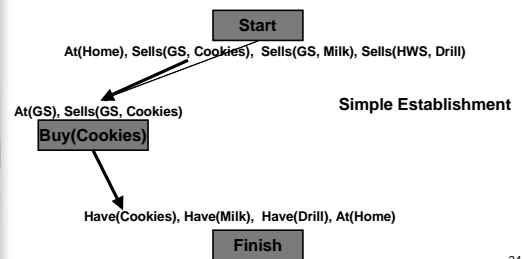 Start
At(Home), Sells(GS, Cookies), Sells(GS, Milk), Sells(HWS, Drill)
Simple Establishment
At(GS), Sells(GS, Cookies)
Buy(Cookies)
Have(Cookies), Have(Milk), Have(Drill), At(Home)
Finish